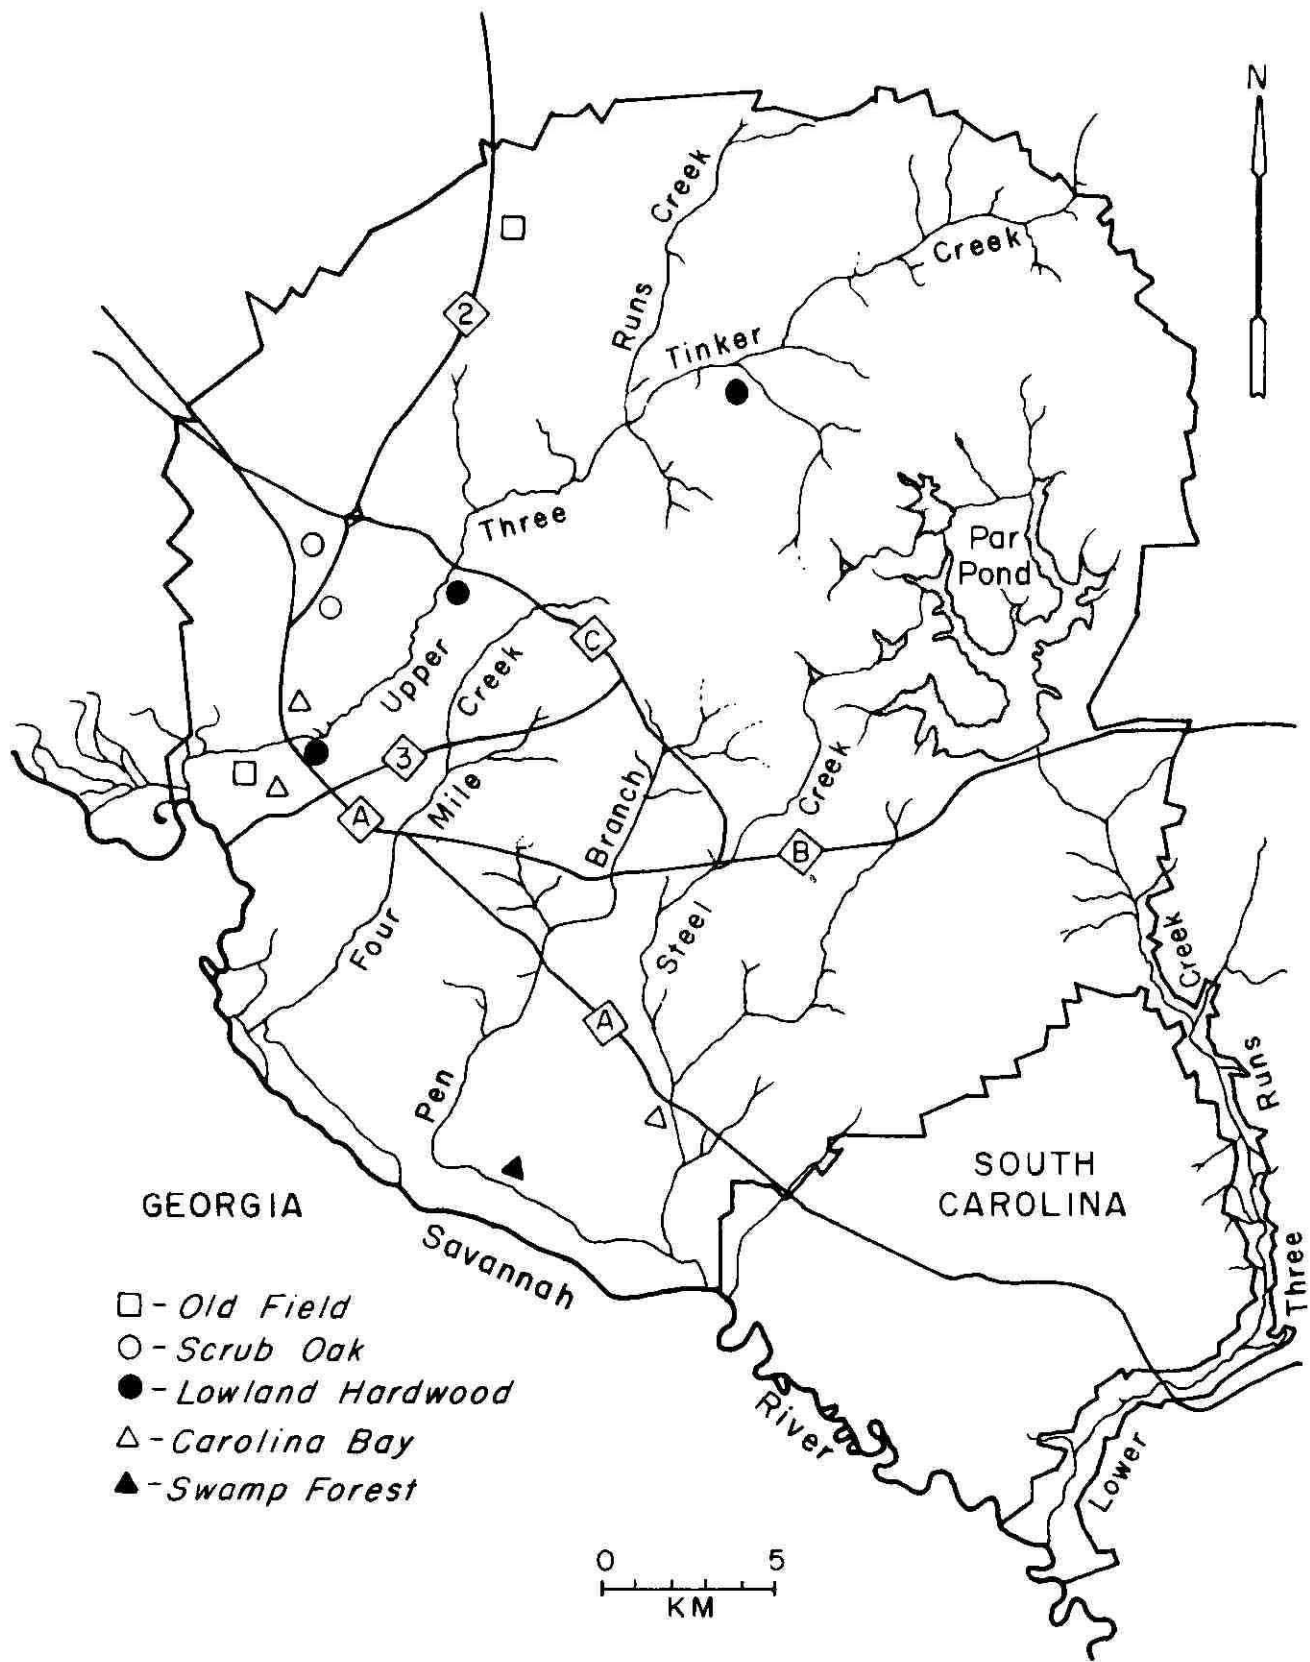 N
Creek
Runs
Creek
2
Tinker
Three
Par
Pond
Upper
Creek
C
3
Mile
A
Branch
Creek
B
Four
Steel
Creek
A
Pen
Runs
SOUTH
CAROLINA
GEORGIA
Savannah
Three
□ - Old Field
○ - Scrub Oak
● - Lowland Hardwood
△ - Carolina Bay
▲ - Swamp Forest
River
Lower
0 5
KM